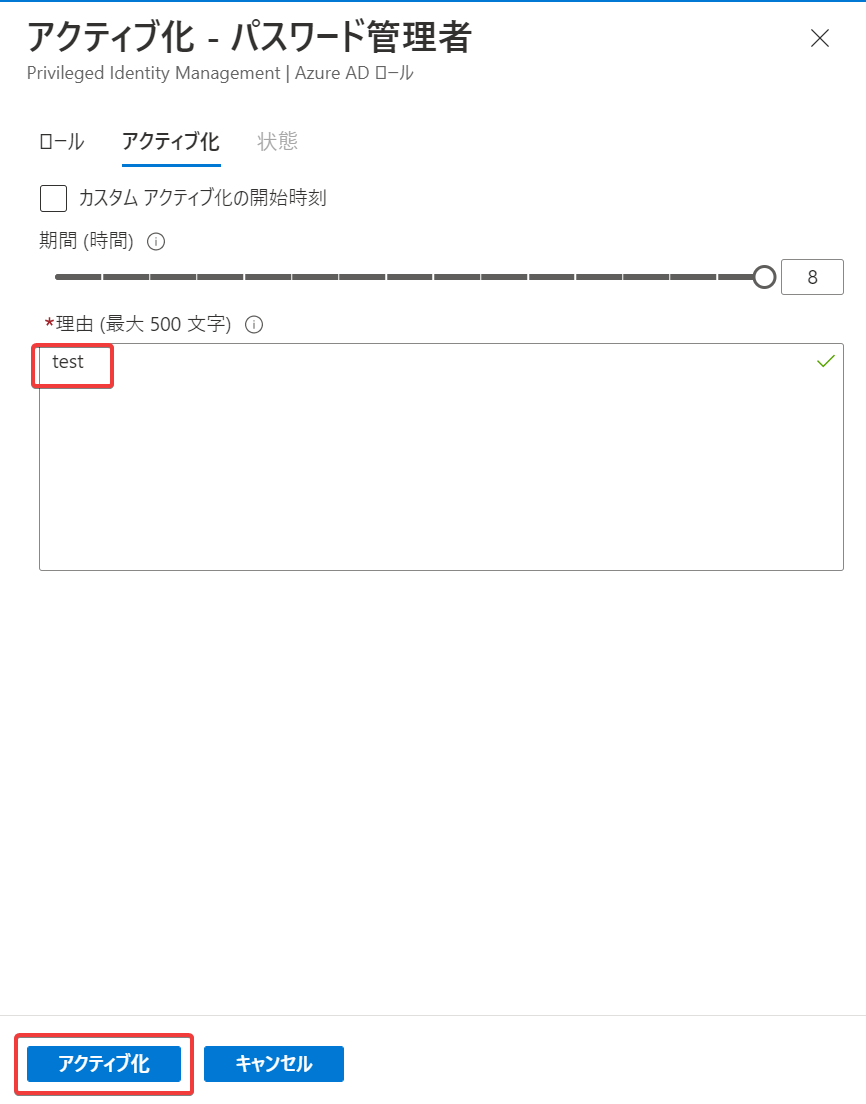 アクティブ化 - パスワード管理者
Privileged Identity Management | Azure AD ロール
ロール アクティブ化 状態
カスタム アクティブ化の開始時刻
期間 (時間)
8
*理由 (最大 500 文字)
test
アクティブ化 キャンセル